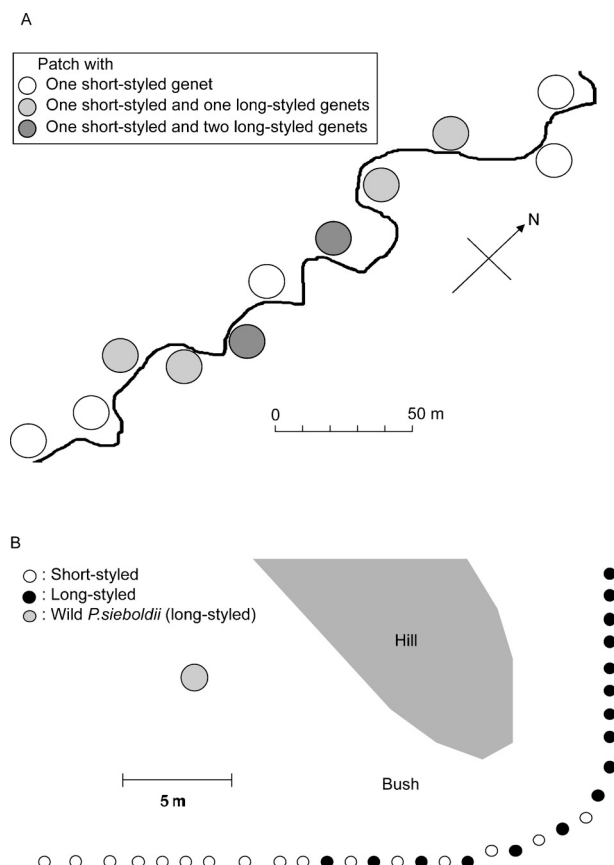 A
Patch with
One short-styled genet
One short-styled and one long-styled genets
One short-styled and two long-styled genets
N
0 50 m
B
: Short-styled
: Long-styled
: Wild P.sieboldii (long-styled)
Hill
Bush
5 m